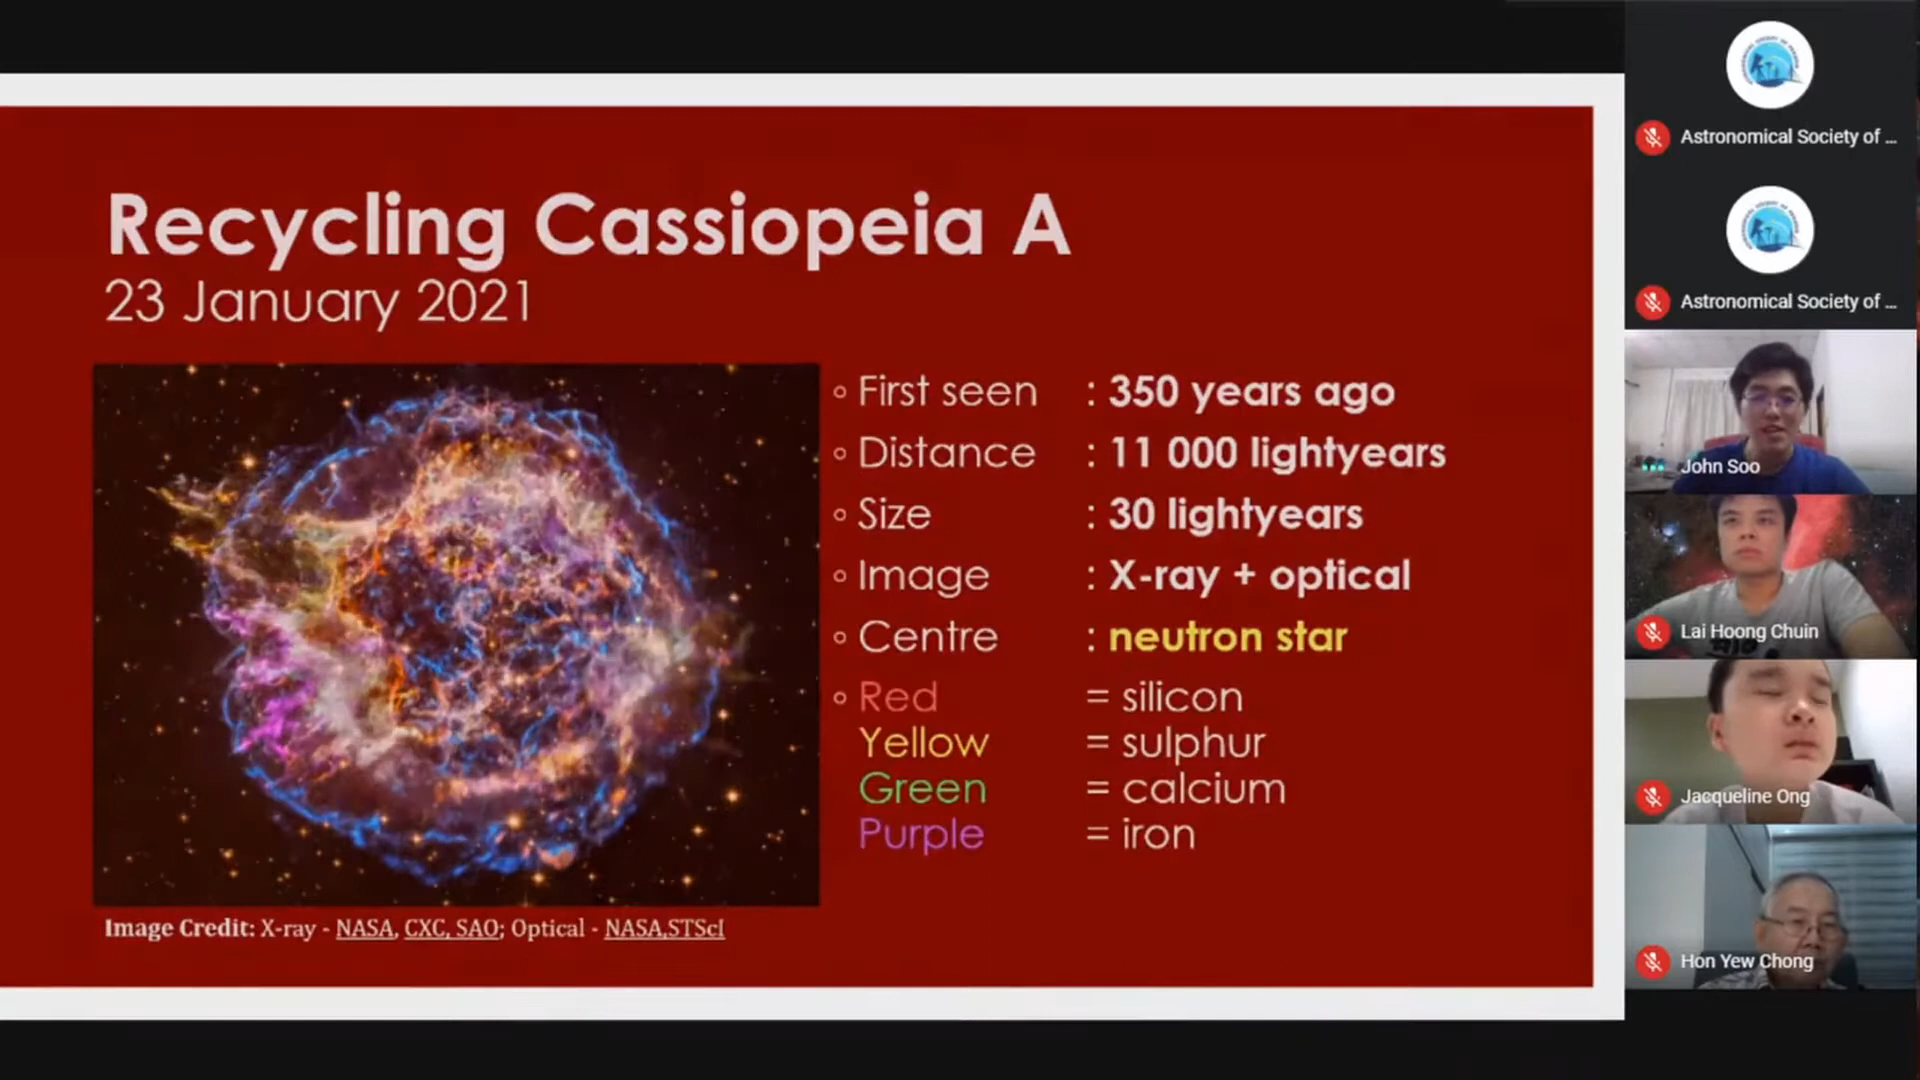 Recycling Cassiopeia A
23 January 2021
First seen : 350 years ago
Distance : 11 000 lightyears
Size : 30 lightyears
Image : X-ray + optical
Centre : neutron star
Red = silicon
Yellow = sulphur
Green = calcium
Purple = iron
Image Credit: X-ray - NASA, CXC, SAO; Optical - NASA,STScI
Astronomical Society of ...
Astronomical Society of ...
John Soo
Lai Hoong Chuin
Jacqueline Ong
Hon Yew Chong